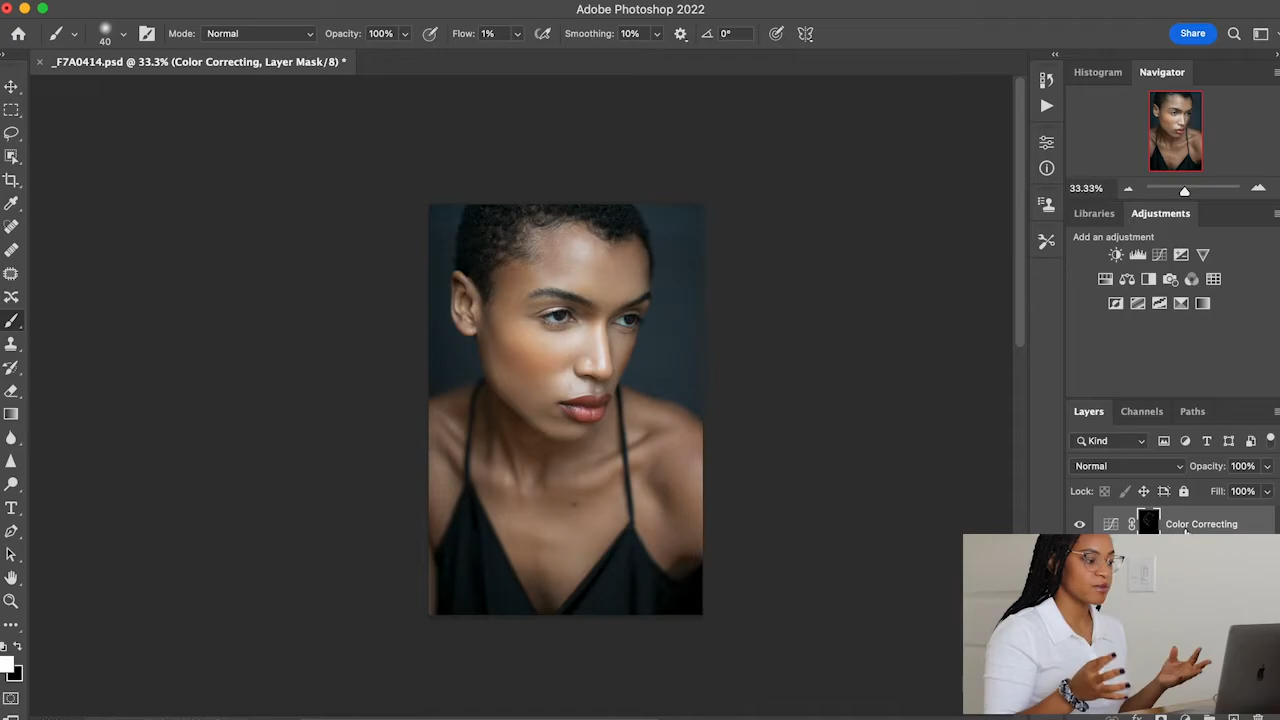 Adobe Photoshop 2022
40
Mode: Normal Opacity: 100% Flow: 1% Smoothing: 10% 0° Share
_F7A0414.psd @ 33.3% (Color Correcting, Layer Mask/8) *
Histogram Navigator
33.33%
Libraries Adjustments
Add an adjustment
Layers Channels Paths
Kind
Normal Opacity: 100%
Lock: Fill: 100%
Color Correcting